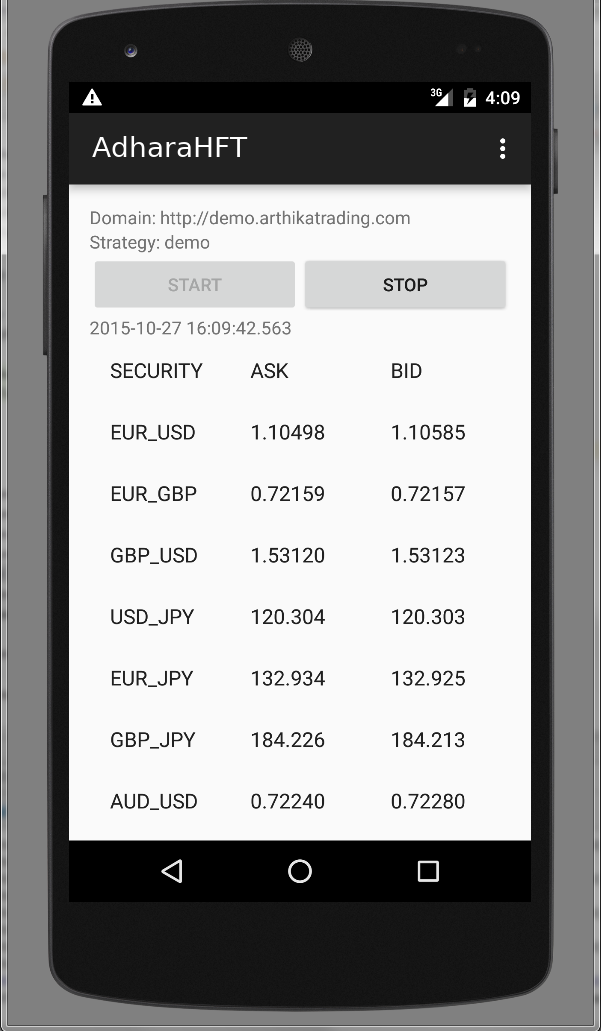 3G 4:09
AdharaHFT
Domain: http://demo.arthikatrading.com
Strategy: demo
START STOP
2015-10-27 16:09:42.563
SECURITY ASK BID
EUR_USD 1.10498 1.10585
EUR_GBP 0.72159 0.72157
GBP_USD 1.53120 1.53123
USD_JPY 120.304 120.303
EUR_JPY 132.934 132.925
GBP_JPY 184.226 184.213
AUD_USD 0.72240 0.72280